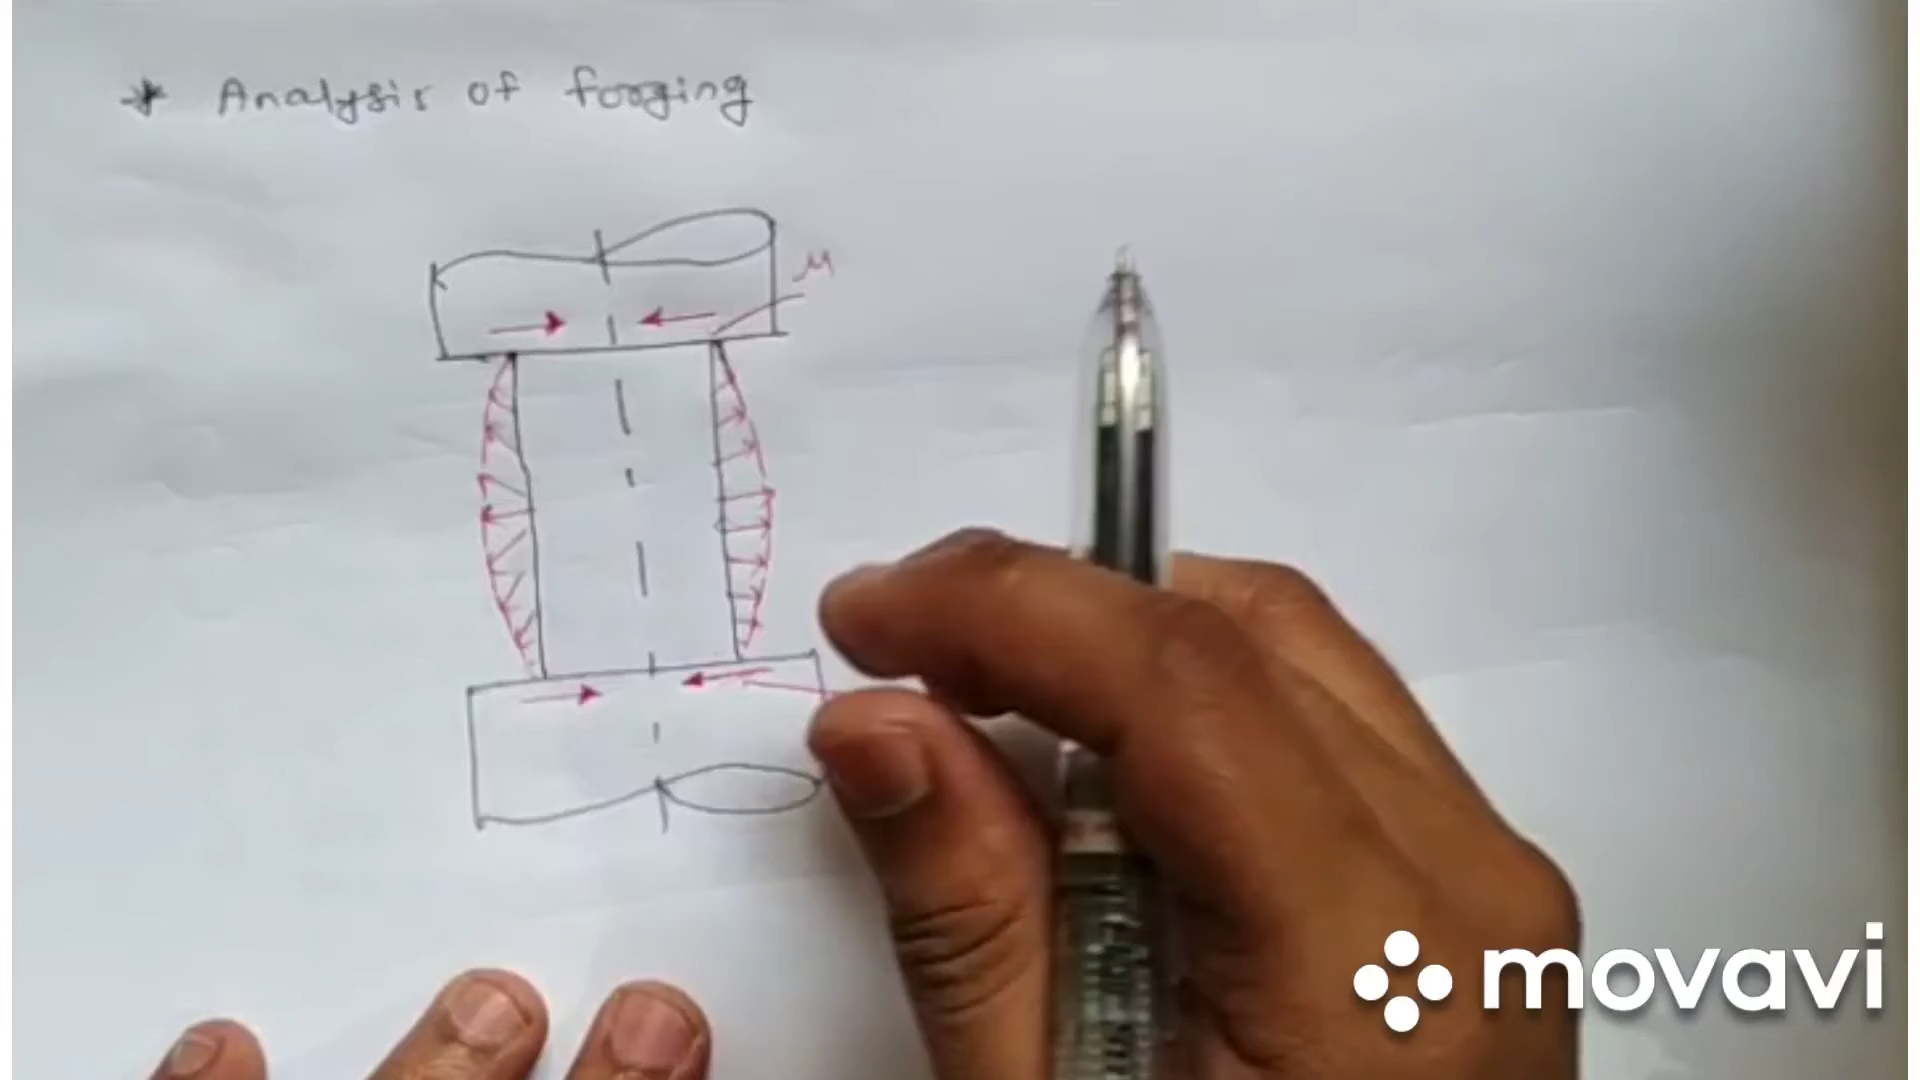 * Analysis of forging
μ
movavi